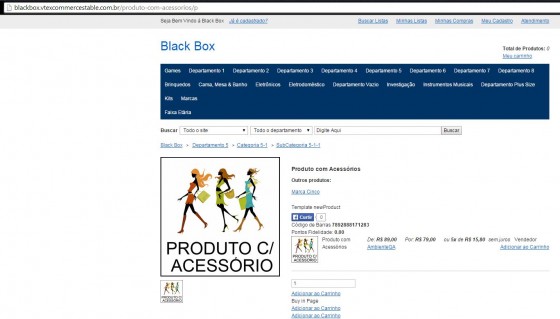 blackbox.vtexcommercestable.com.br/produto-com-acessorios/p
Seja Bem Vindo à Black Box Já é cadastrado?
Buscar Listas Minhas Listas Minhas Compras Meu Cadastro Atendimento
Black Box
Total de Produtos: 0
Meu carrinho
Games Departamento 1 Departamento 2 Departamento 3 Departamento 4 Departamento 5 Departamento 6 Departamento 7 Departamento 8
Brinquedos Cama, Mesa & Banho Eletrônicos Eletrodoméstico Departamento Vazio Investigação Instrumentos Musicais Departamento Plus Size
Kits Marcas
Faixa Etária
Buscar Todo o site Todo o departamento Digite Aqui Buscar
Black Box Departamento 5 Categoria 5-1 SubCategoria 5-1-1
Produto com Acessórios
Outros produtos:
Marca Cinco
Template newProduct
Curtir 0
Código de Barras 7892688171263
Pontos Fidelidade: 0,00
Produto com Acessórios De: R$ 89,00 Por: R$ 79,00 ou 5x de R$ 15,80 sem juros Vendedor
AmbienteQA Adicionar ao Carrinho
PRODUTO C/
ACESSÓRIO
1
Adicionar ao Carrinho
Buy in Page
Adicionar ao Carrinho
Adicionar ao Carrinho
PRODUTO C/
ACESSÓRIO